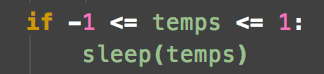 if -1 <= temps <= 1:
sleep(temps)